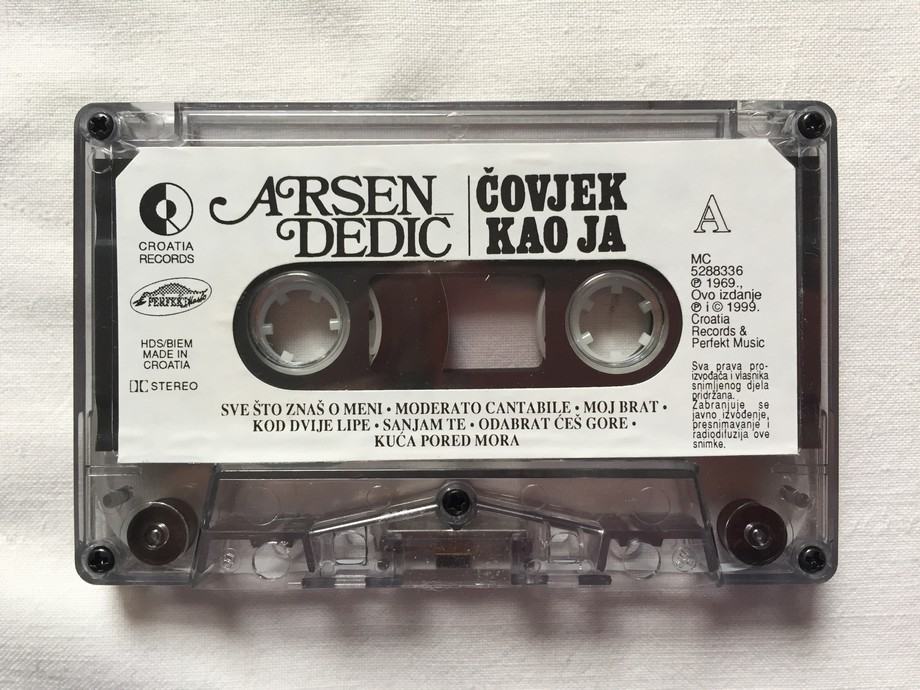 ARSEN
DEDIĆ
ČOVJEK
KAO JA
A
CROATIA
RECORDS
PERFEKT Music
HDS/BIEM
MADE IN
CROATIA
STEREO
MC
5288336
℗ 1969.,
Ovo izdanje
℗ i © 1999.
Croatia
Records &
Perfekt Music
Sva prava pro-
izvođača i vlasnika
snimljenog djela
pridržana.
Zabranjuje se
javno izvođenje,
presnimavanje i
radiodifuzija ove
snimke.
SVE ŠTO ZNAŠ O MENI • MODERATO CANTABILE • MOJ BRAT •
KOD DVIJE LIPE • SANJAM TE • ODABRAT ĆEŠ GORE •
KUĆA PORED MORA